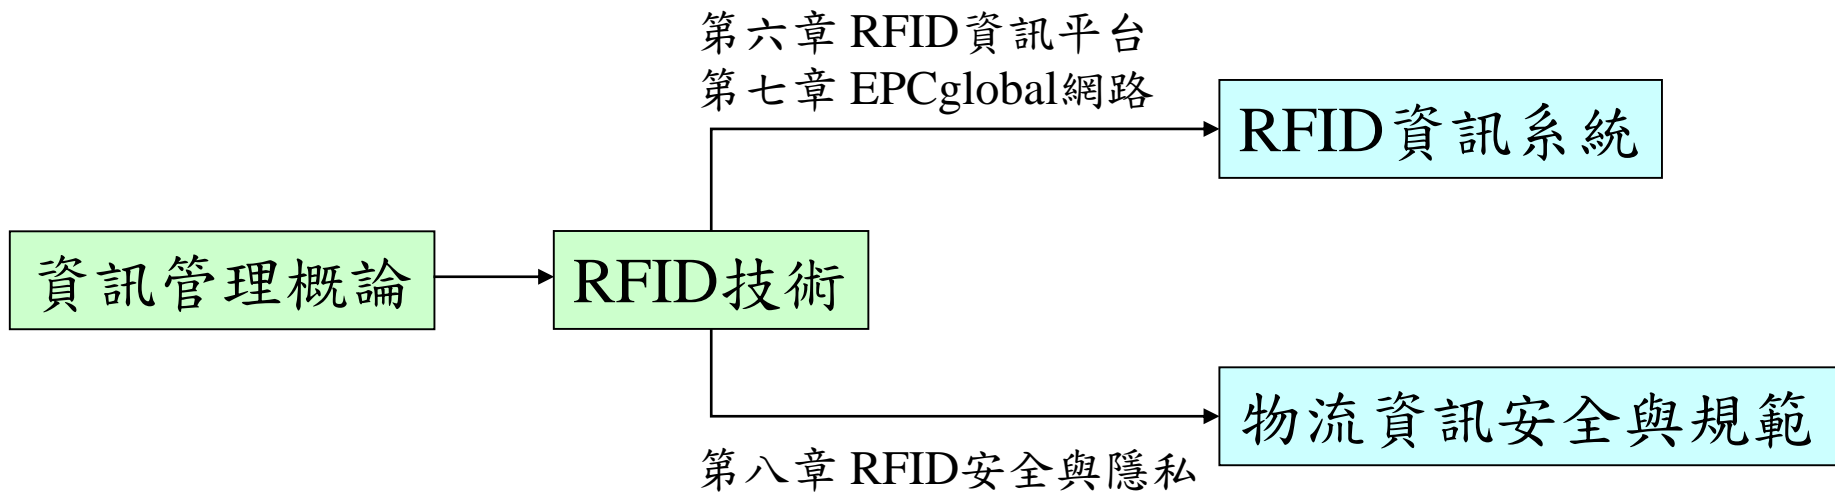 第六章 RFID資訊平台
第七章 EPCglobal網路
RFID資訊系統
資訊管理概論
RFID技術
物流資訊安全與規範
第八章 RFID安全與隱私